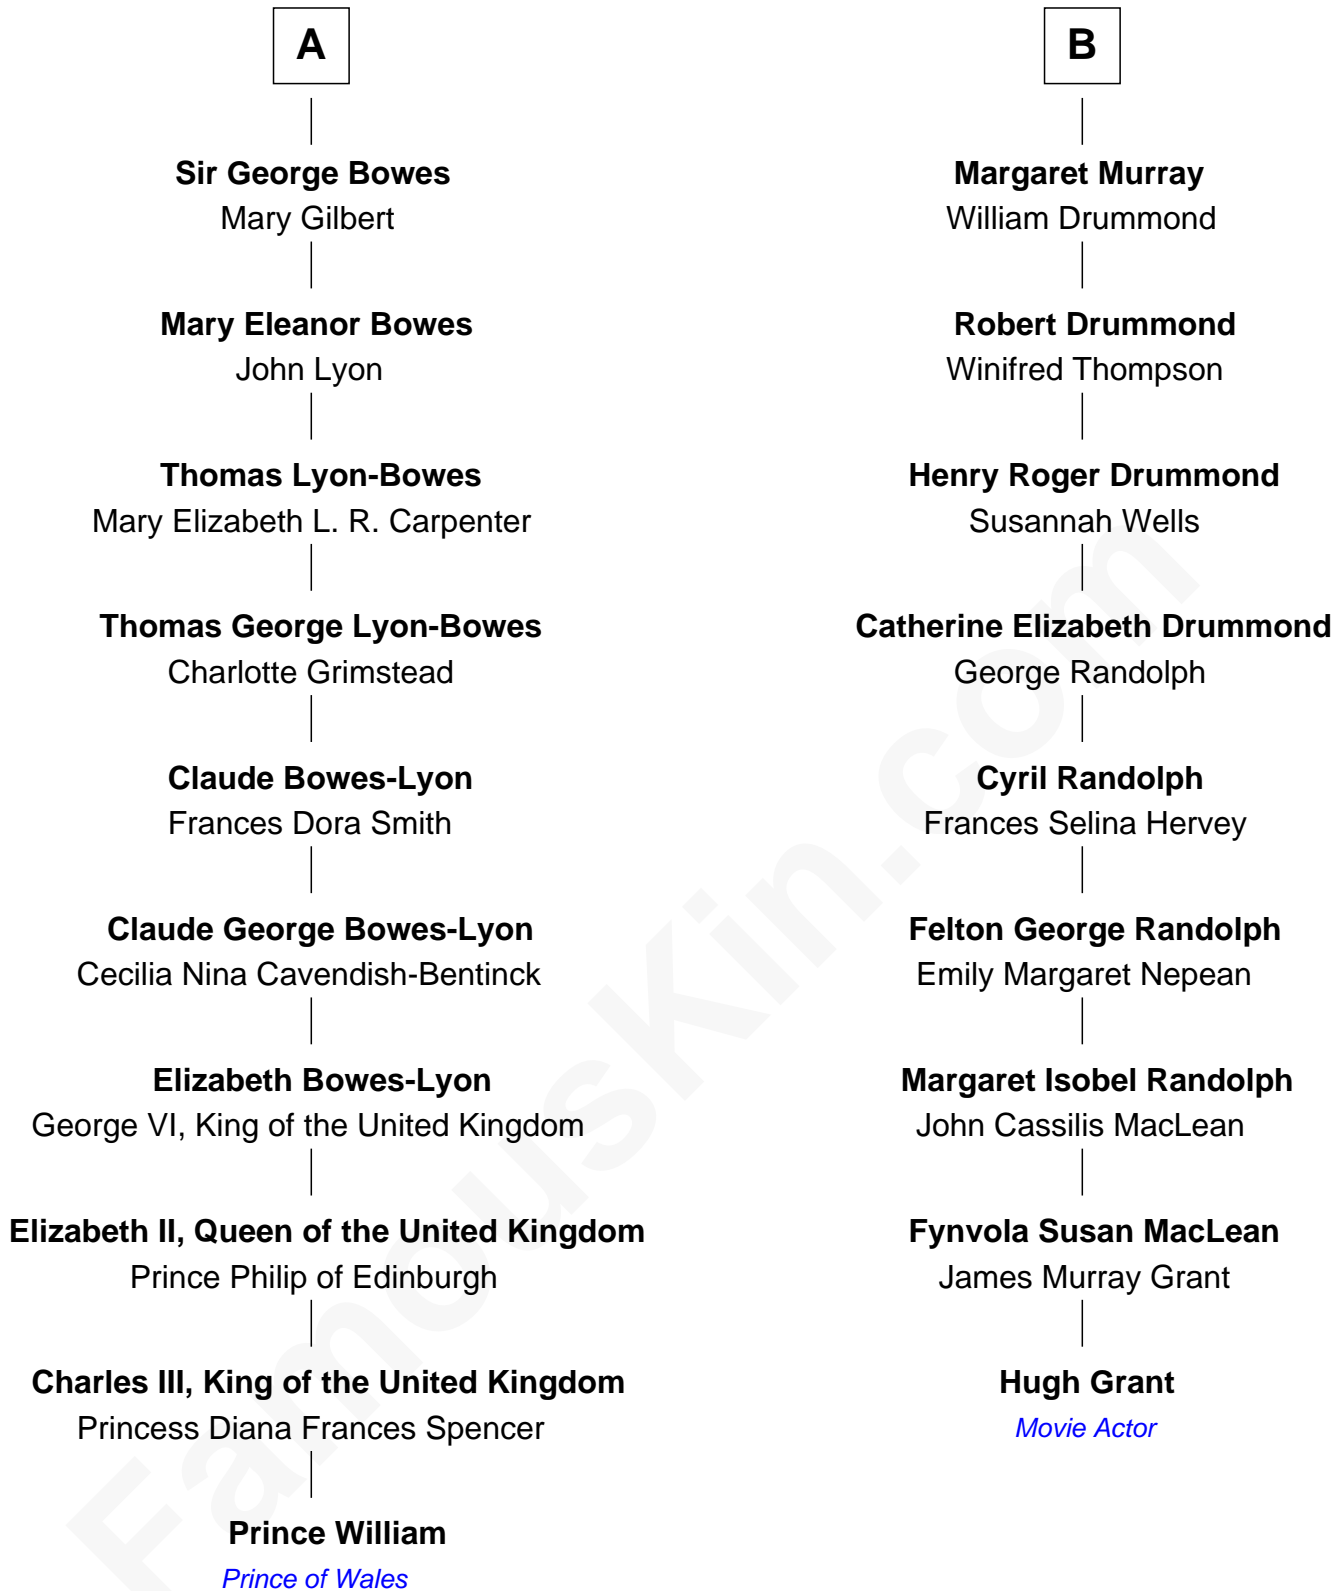 A
Sir George Bowes
Mary Gilbert
Mary Eleanor Bowes
John Lyon
Thomas Lyon-Bowes
Mary Elizabeth L. R. Carpenter
Thomas George Lyon-Bowes
Charlotte Grimstead
Claude Bowes-Lyon
Frances Dora Smith
Claude George Bowes-Lyon
Cecilia Nina Cavendish-Bentinck
Elizabeth Bowes-Lyon
George VI, King of the United Kingdom
Elizabeth II, Queen of the United Kingdom
Prince Philip of Edinburgh
Charles III, King of the United Kingdom
Princess Diana Frances Spencer
Prince William
Prince of Wales
B
Margaret Murray
William Drummond
Robert Drummond
Winifred Thompson
Henry Roger Drummond
Susannah Wells
Catherine Elizabeth Drummond
George Randolph
Cyril Randolph
Frances Selina Hervey
Felton George Randolph
Emily Margaret Nepean
Margaret Isobel Randolph
John Cassilis MacLean
Fynvola Susan MacLean
James Murray Grant
Hugh Grant
Movie Actor
FamousKin.com